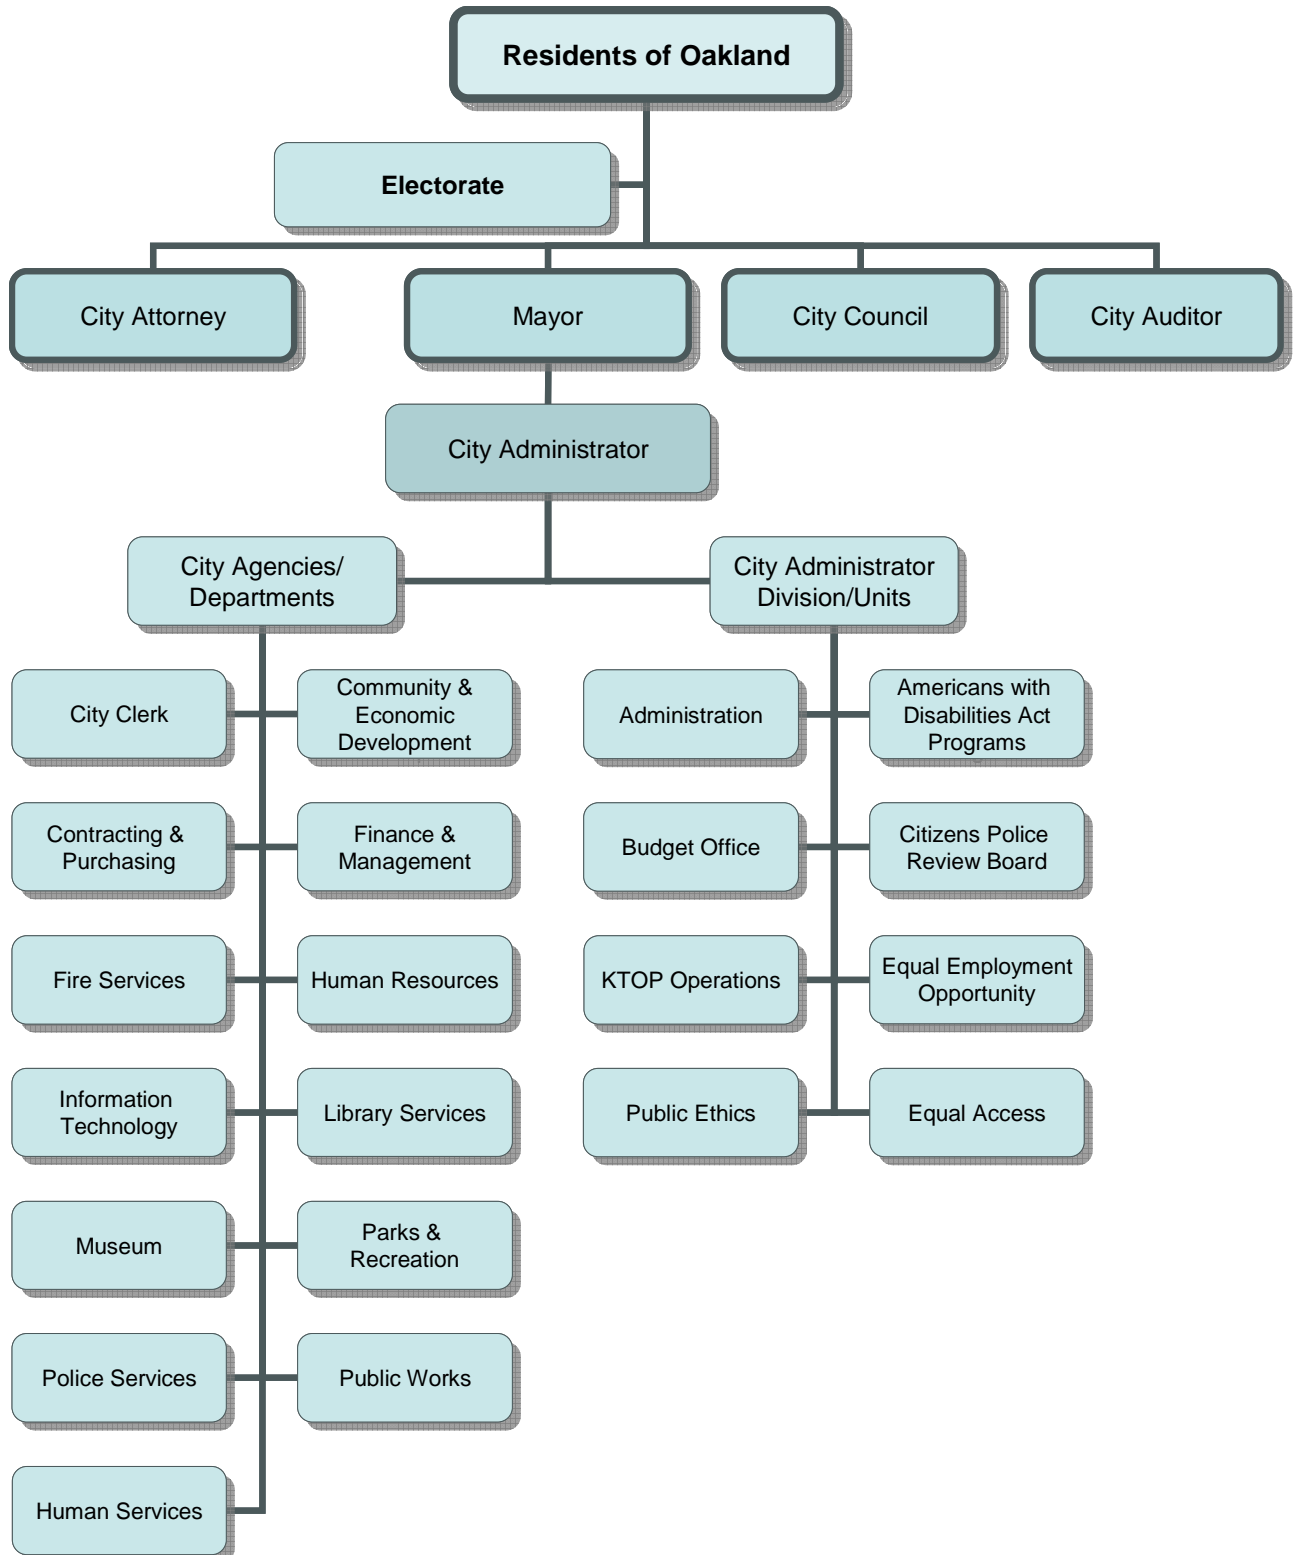 Residents of Oakland
Electorate
City Attorney
Mayor
City Council
City Auditor
City Administrator
City Agencies/
Departments
City Administrator
Division/Units
City Clerk
Community &
Economic
Development
Administration
Americans with
Disabilities Act
Programs
Contracting &
Purchasing
Finance &
Management
Budget Office
Citizens Police
Review Board
Fire Services
Human Resources
KTOP Operations
Equal Employment
Opportunity
Information
Technology
Library Services
Public Ethics
Equal Access
Museum
Parks &
Recreation
Police Services
Public Works
Human Services